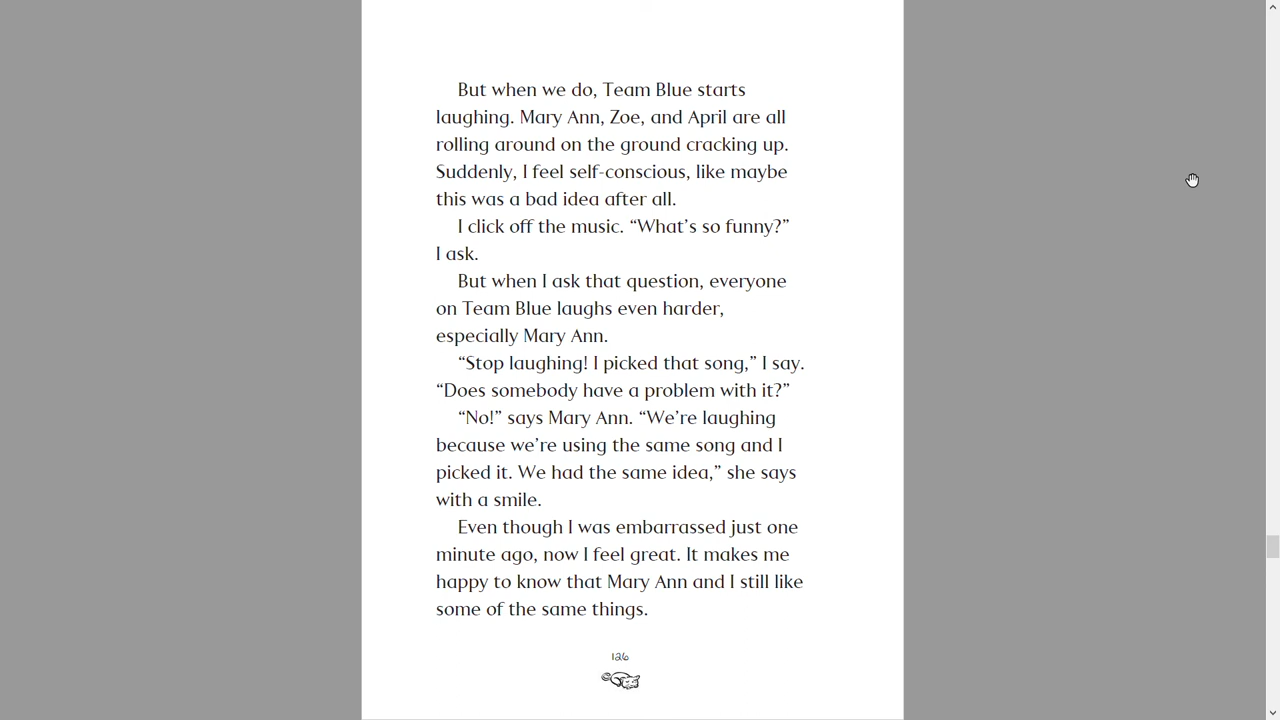 But when we do, Team Blue starts
laughing. Mary Ann, Zoe, and April are all
rolling around on the ground cracking up.
Suddenly, I feel self-conscious, like maybe
this was a bad idea after all.
I click off the music. “What’s so funny?”
I ask.
But when I ask that question, everyone
on Team Blue laughs even harder,
especially Mary Ann.
“Stop laughing! I picked that song,” I say.
“Does somebody have a problem with it?”
“No!” says Mary Ann. “We’re laughing
because we’re using the same song and I
picked it. We had the same idea,” she says
with a smile.
Even though I was embarrassed just one
minute ago, now I feel great. It makes me
happy to know that Mary Ann and I still like
some of the same things.
126